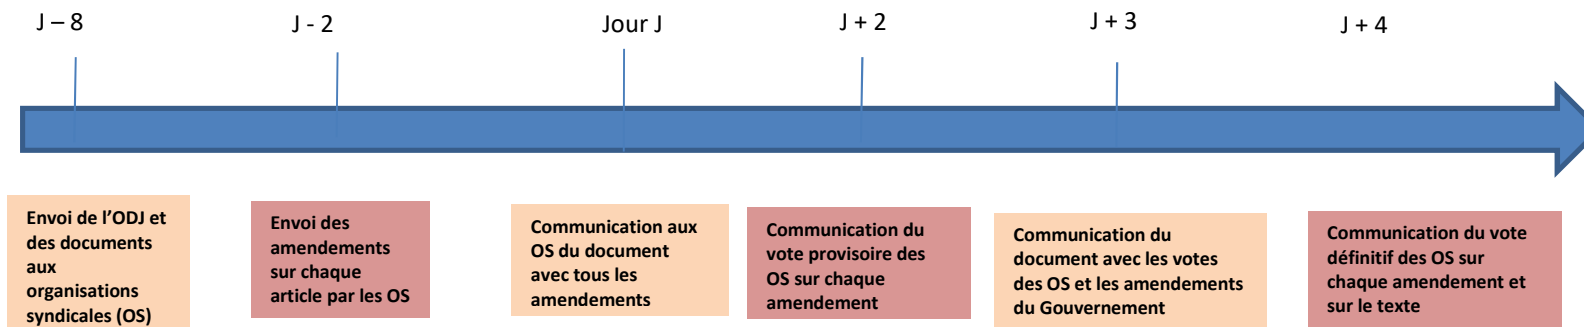 J – 8
J - 2
Jour J
J + 2
J + 3
J + 4
Envoi de l’ODJ et
des documents
aux
organisations
syndicales (OS)
Envoi des
amendements
sur chaque
article par les OS
Communication aux
OS du document
avec tous les
amendements
Communication du
vote provisoire des
OS sur chaque
amendement
Communication du
document avec les votes
des OS et les amendements
du Gouvernement
Communication du vote
définitif des OS sur
chaque amendement et
sur le texte